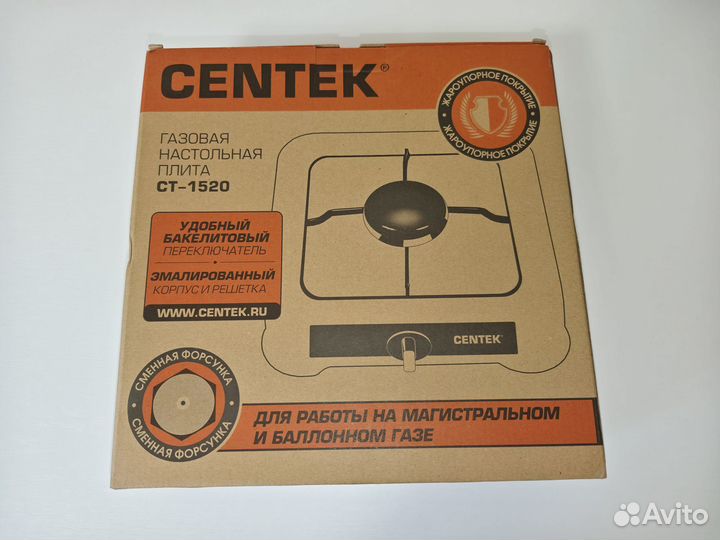 CENTEK®
ЖАРОУПОРНОЕ ПОКРЫТИЕ
ЖАРОУПОРНОЕ ПОКРЫТИЕ
ГАЗОВАЯ
НАСТОЛЬНАЯ
ПЛИТА
CT-1520
УДОБНЫЙ
БАКЕЛИТОВЫЙ
ПЕРЕКЛЮЧАТЕЛЬ
ЭМАЛИРОВАННЫЙ
КОРПУС И РЕШЕТКА
WWW.CENTEK.RU
CENTEK
СМЕННАЯ ФОРСУНКА
СМЕННАЯ ФОРСУНКА
ДЛЯ РАБОТЫ НА МАГИСТРАЛЬНОМ
И БАЛЛОННОМ ГАЗЕ
Avito